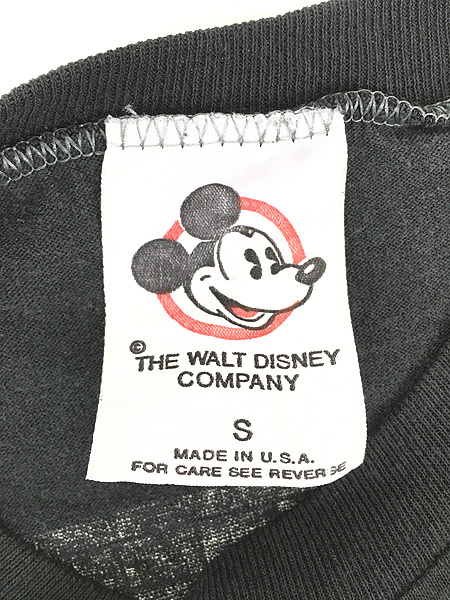 ©
THE WALT DISNEY
COMPANY
S
MADE IN U.S.A.
FOR CARE SEE REVERSE